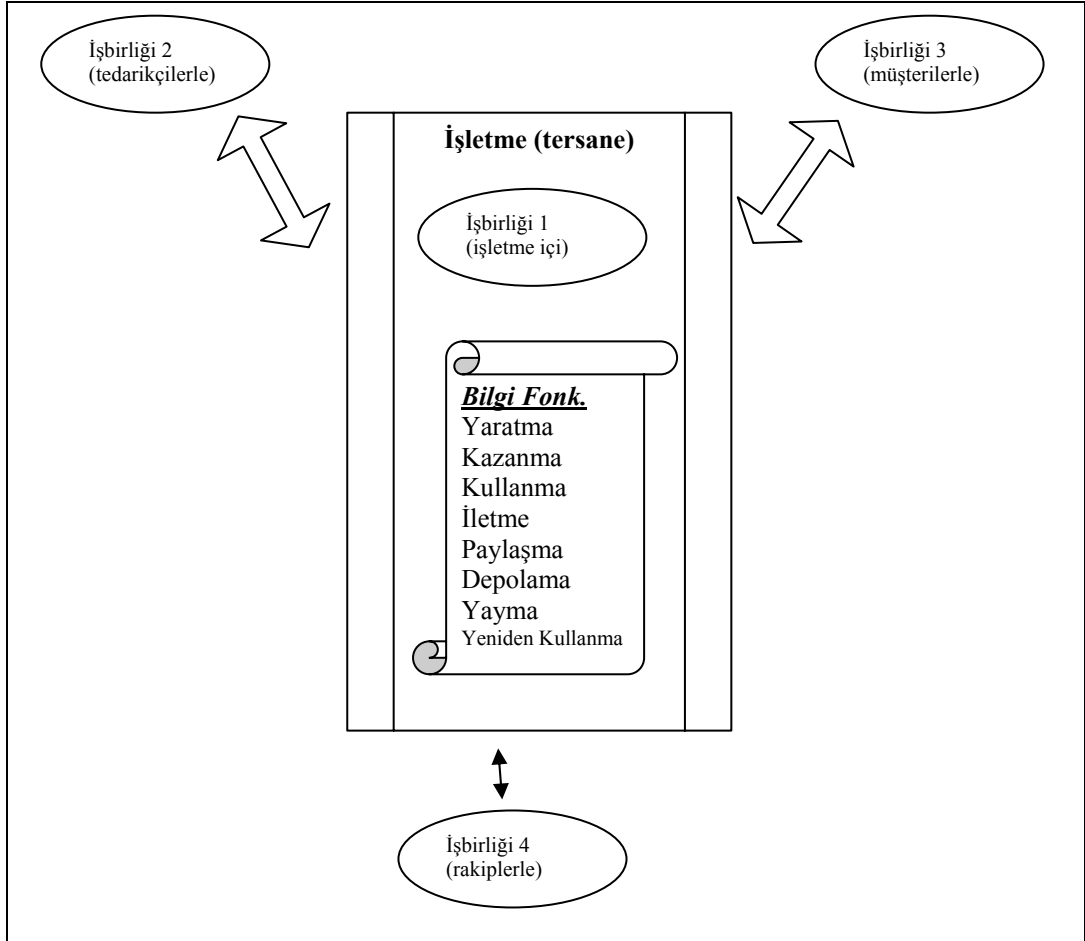 İşbirliği 2
(tedarikçilerle)
İşbirliği 3
(müşterilerle)
İşletme (tersane)
İşbirliği 1
(işletme içi)
Bilgi Fonk.
Yaratma
Kazanma
Kullanma
İletme
Paylaşma
Depolama
Yayma
Yeniden Kullanma
İşbirliği 4
(rakiplerle)